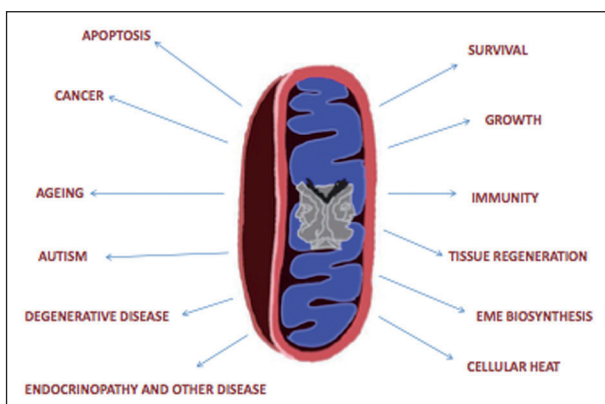 APOPTOSIS
CANCER
AGEING
AUTISM
DEGENERATIVE DISEASE
ENDOCRINOPATHY AND OTHER DISEASE
SURVIVAL
GROWTH
IMMUNITY
TISSUE REGENERATION
EME BIOSYNTHESIS
CELLULAR HEAT